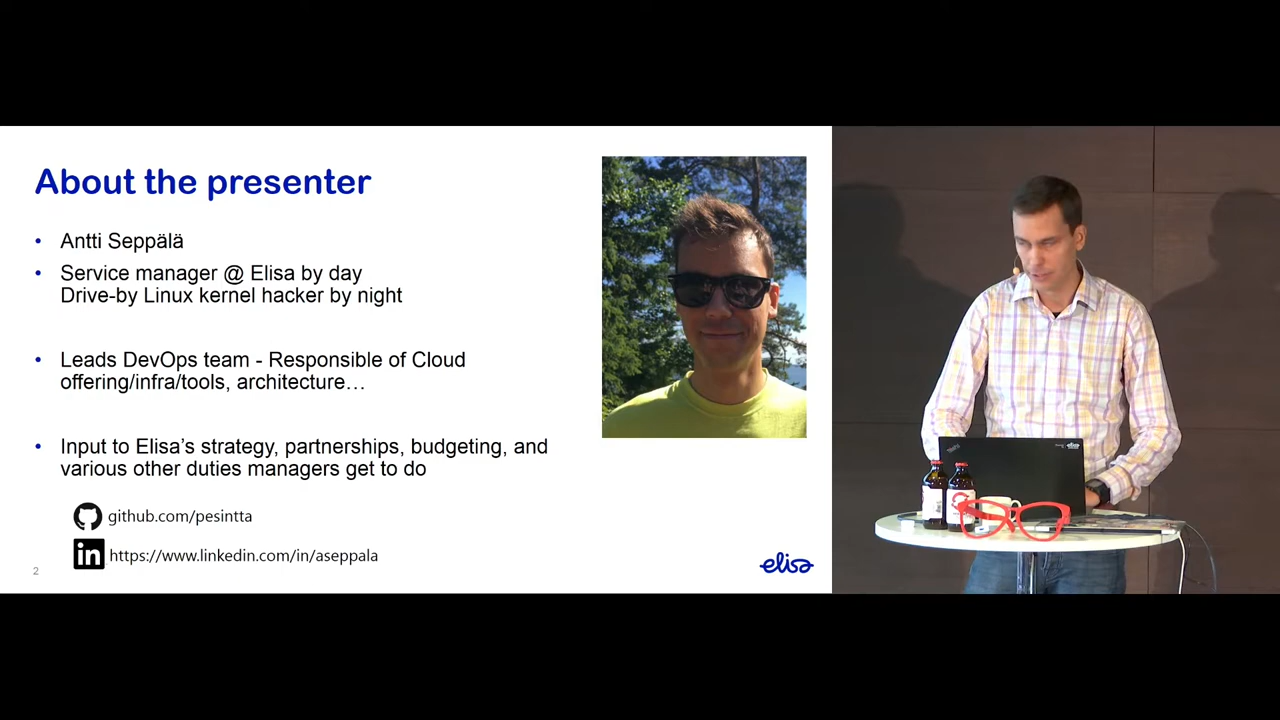 About the presenter
• Antti Seppälä
• Service manager @ Elisa by day
Drive-by Linux kernel hacker by night
• Leads DevOps team - Responsible of Cloud
offering/infra/tools, architecture…
• Input to Elisa's strategy, partnerships, budgeting, and
various other duties managers get to do
github.com/pesintta
in https://www.linkedin.com/in/aseppala
2
elisa
elisa